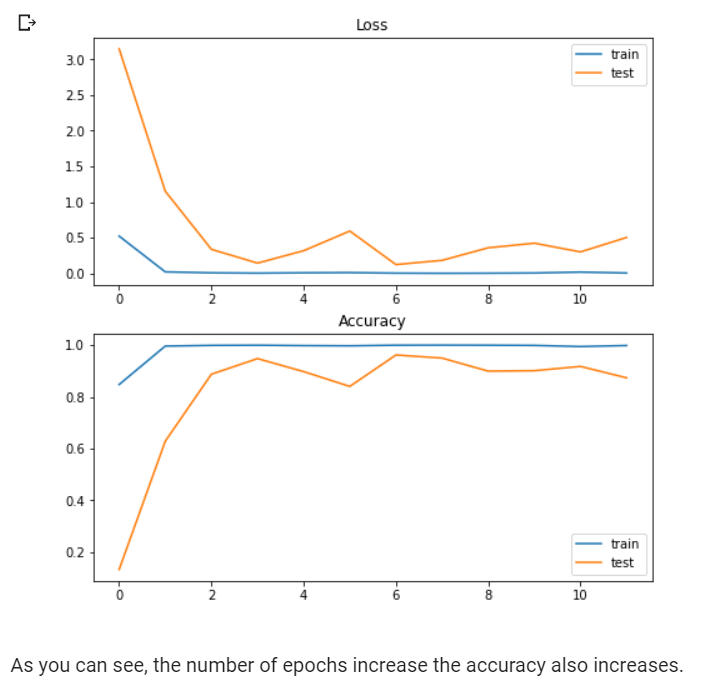 Loss
3.0
2.5
2.0
1.5
1.0
0.5
0.0
train
test
0 2 4 6 8 10
Accuracy
1.0
0.8
0.6
0.4
0.2
train
test
0 2 4 6 8 10
As you can see, the number of epochs increase the accuracy also increases.